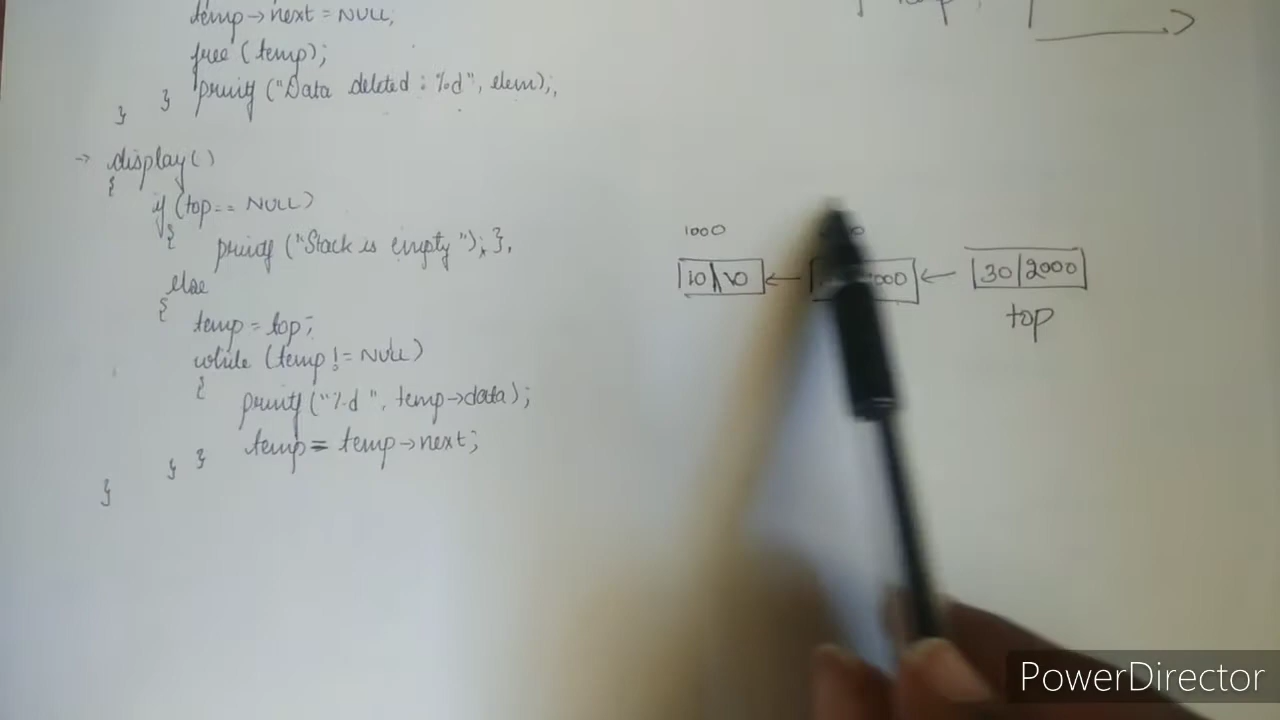 temp→next = NULL;
free (temp);
printf ("Data deleted : %d", elem);,
} }
→ display()
{
if (top == NULL)
{ printf ("Stack is empty "); },
else
{
temp = top;
while (temp != NULL)
{
printf ("%d ", temp→data);
temp = temp→next;
} }
}
1000
10 \0
000
30 2000
top
PowerDirector